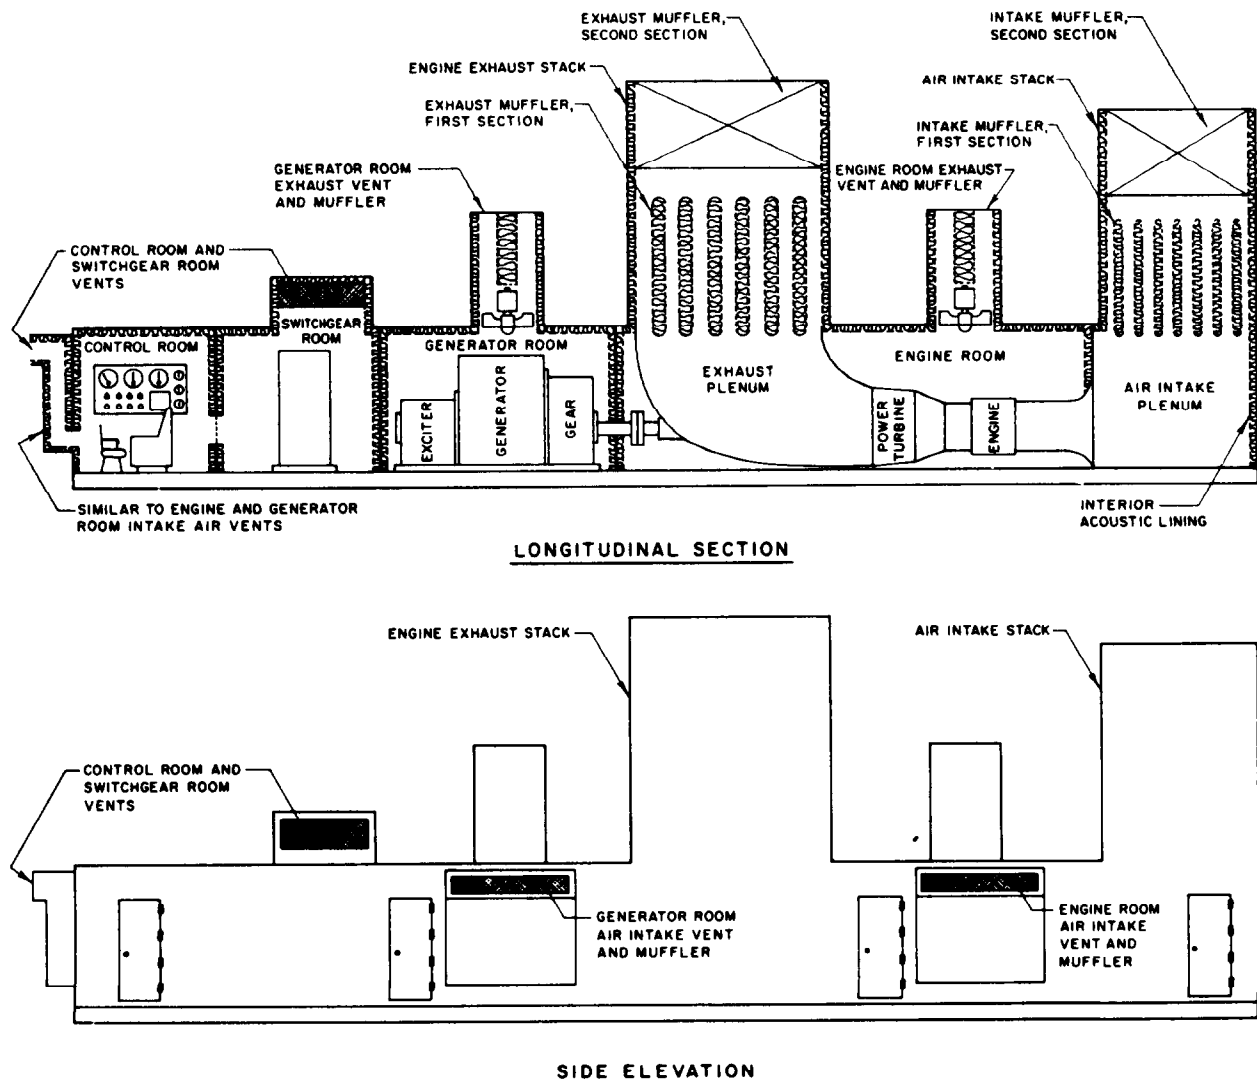 EXHAUST MUFFLER,
SECOND SECTION
INTAKE MUFFLER,
SECOND SECTION
ENGINE EXHAUST STACK
AIR INTAKE STACK
EXHAUST MUFFLER,
FIRST SECTION
INTAKE MUFFLER,
FIRST SECTION
GENERATOR ROOM
EXHAUST VENT
AND MUFFLER
ENGINE ROOM EXHAUST
VENT AND MUFFLER
CONTROL ROOM AND
SWITCHGEAR ROOM
VENTS
SWITCHGEAR
ROOM
CONTROL ROOM
GENERATOR ROOM
ENGINE ROOM
EXHAUST
PLENUM
AIR INTAKE
PLENUM
EXCITER
GENERATOR
GEAR
POWER
TURBINE
ENGINE
SIMILAR TO ENGINE AND GENERATOR
ROOM INTAKE AIR VENTS
INTERIOR
ACOUSTIC LINING
LONGITUDINAL SECTION
ENGINE EXHAUST STACK
AIR INTAKE STACK
CONTROL ROOM AND
SWITCHGEAR ROOM
VENTS
GENERATOR ROOM
AIR INTAKE VENT
AND MUFFLER
ENGINE ROOM
AIR INTAKE
VENT AND
MUFFLER
SIDE ELEVATION